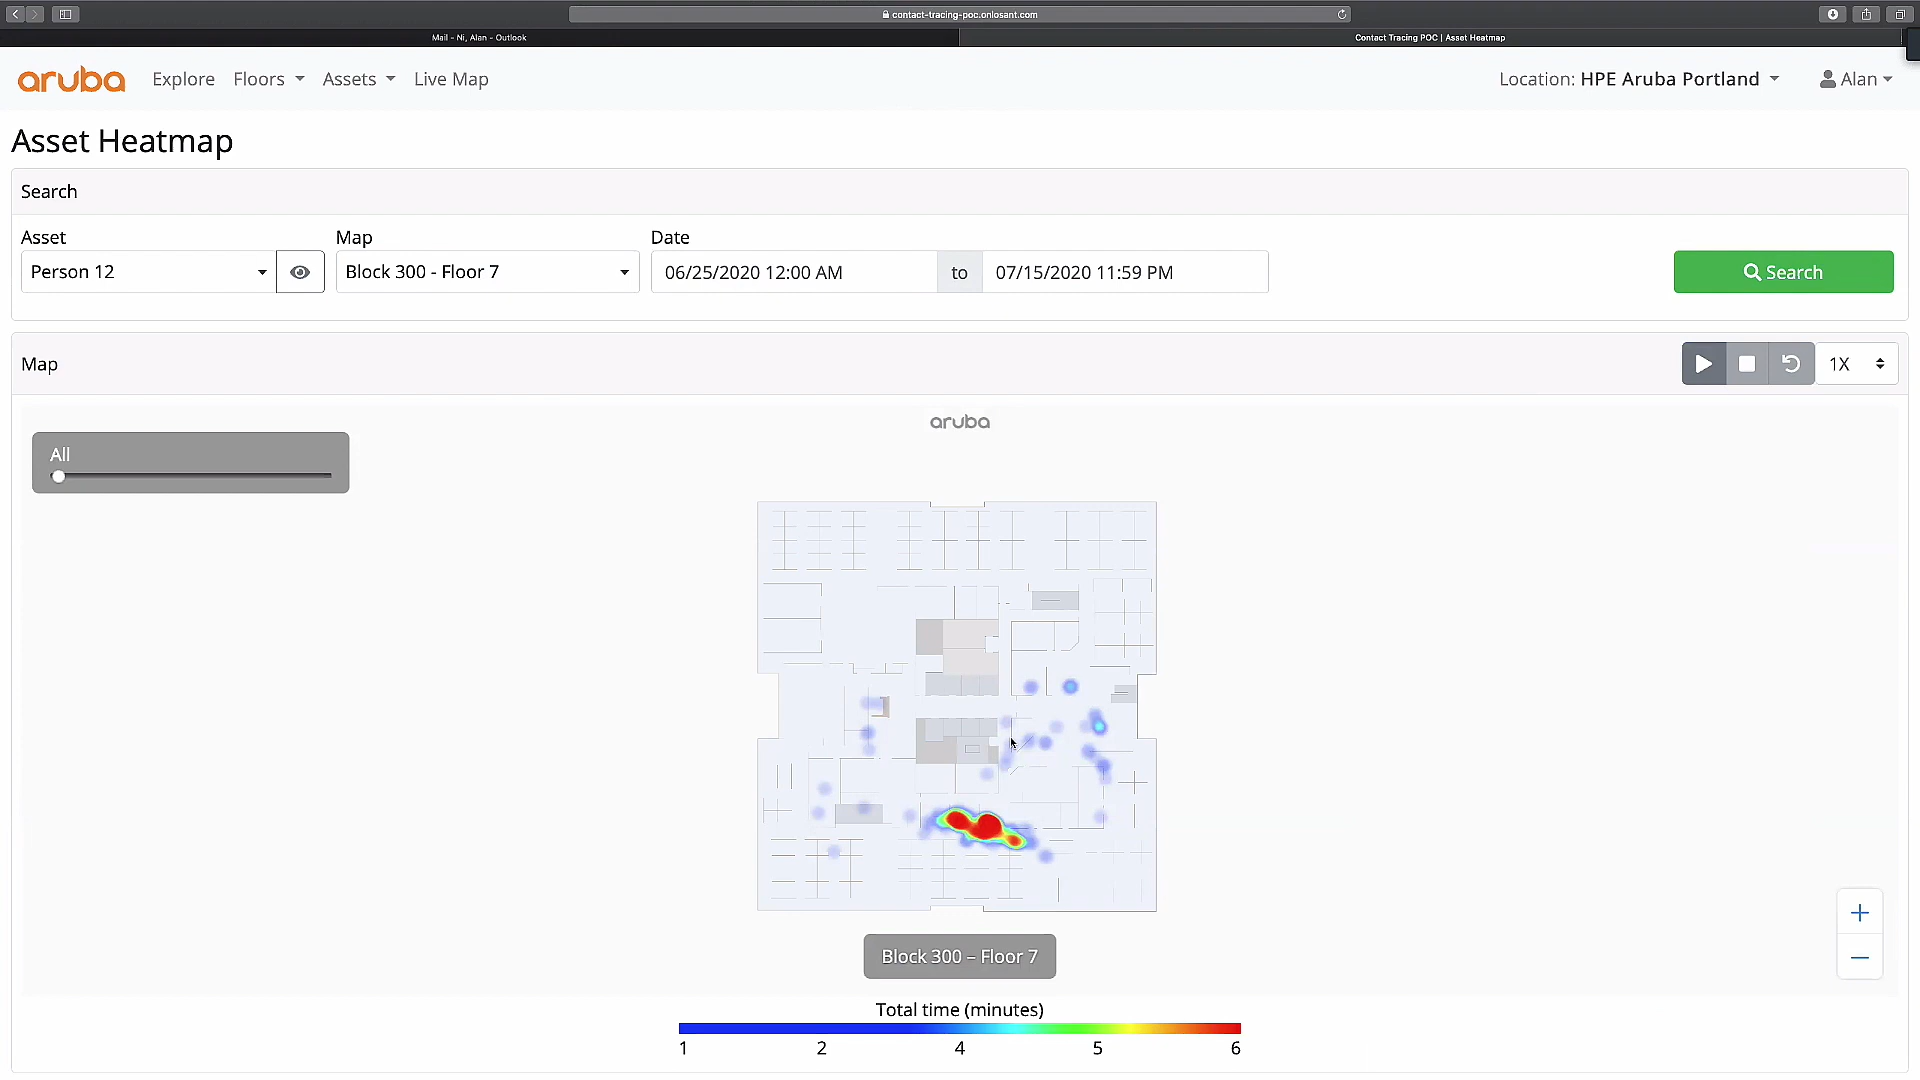 contact-tracing-poc.onlosant.com
Mail - Ni, Alan - Outlook
Contact Tracing POC | Asset Heatmap
aruba Explore Floors Assets Live Map Location: HPE Aruba Portland Alan
Asset Heatmap
Search
Asset Map Date
Person 12 Block 300 - Floor 7 06/25/2020 12:00 AM to 07/15/2020 11:59 PM Search
Map 1X
aruba
All
Block 300 – Floor 7
Total time (minutes)
1 2 4 5 6